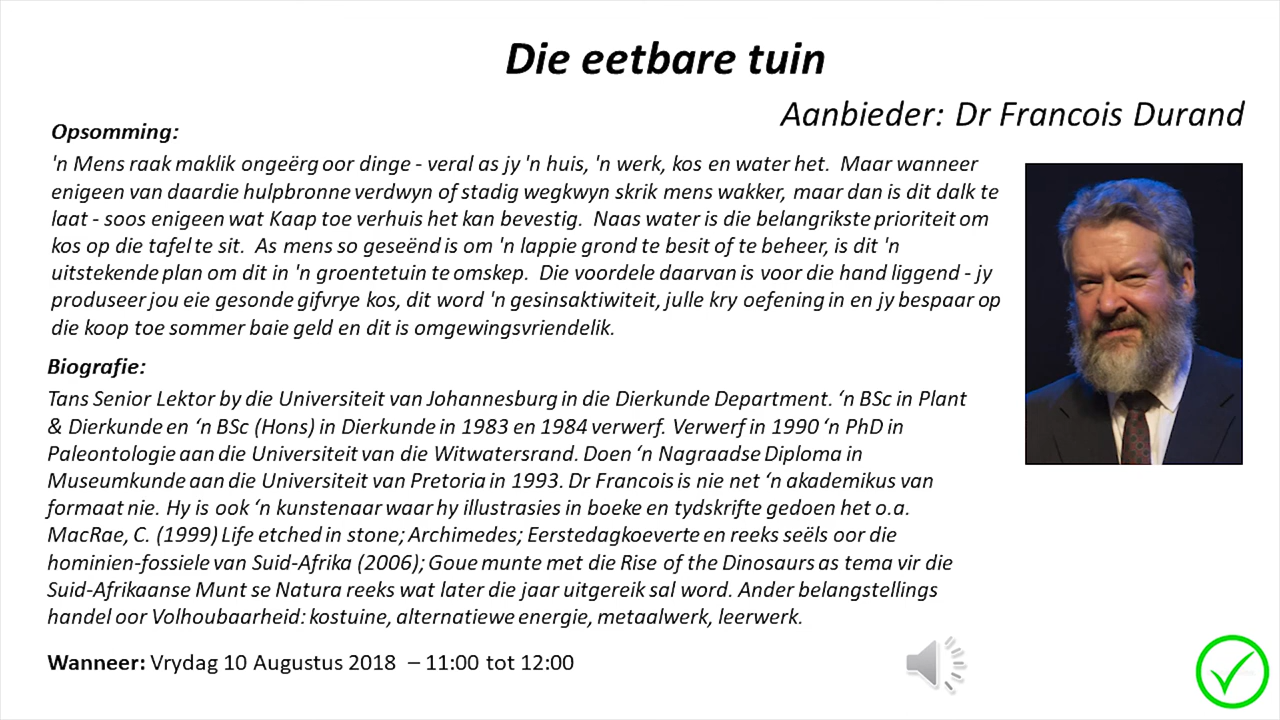 Die eetbare tuin
Aanbieder: Dr Francois Durand
Opsomming:
'n Mens raak maklik ongeërg oor dinge - veral as jy 'n huis, 'n werk, kos en water het.  Maar wanneer
enigeen van daardie hulpbronne verdwyn of stadig wegkwyn skrik mens wakker, maar dan is dit dalk te
laat - soos enigeen wat Kaap toe verhuis het kan bevestig.  Naas water is die belangrikste prioriteit om
kos op die tafel te sit.  As mens so geseënd is om 'n lappie grond te besit of te beheer, is dit 'n
uitstekende plan om dit in 'n groentetuin te omskep.  Die voordele daarvan is voor die hand liggend - jy
produseer jou eie gesonde gifvrye kos, dit word 'n gesinsaktiwiteit, julle kry oefening in en jy bespaar op
die koop toe sommer baie geld en dit is omgewingsvriendelik.
Biografie:
Tans Senior Lektor by die Universiteit van Johannesburg in die Dierkunde Department. ‘n BSc in Plant
& Dierkunde en ‘n BSc (Hons) in Dierkunde in 1983 en 1984 verwerf. Verwerf in 1990 ‘n PhD in
Paleontologie aan die Universiteit van die Witwatersrand. Doen ‘n Nagraadse Diploma in
Museumkunde aan die Universiteit van Pretoria in 1993. Dr Francois is nie net ‘n akademikus van
formaat nie. Hy is ook ‘n kunstenaar waar hy illustrasies in boeke en tydskrifte gedoen het o.a.
MacRae, C. (1999) Life etched in stone; Archimedes; Eerstedagkoeverte en reeks seëls oor die
hominien-fossiele van Suid-Afrika (2006); Goue munte met die Rise of the Dinosaurs as tema vir die
Suid-Afrikaanse Munt se Natura reeks wat later die jaar uitgereik sal word. Ander belangstellings
handel oor Volhoubaarheid: kostuine, alternatiewe energie, metaalwerk, leerwerk.
Wanneer: Vrydag 10 Augustus 2018  – 11:00 tot 12:00